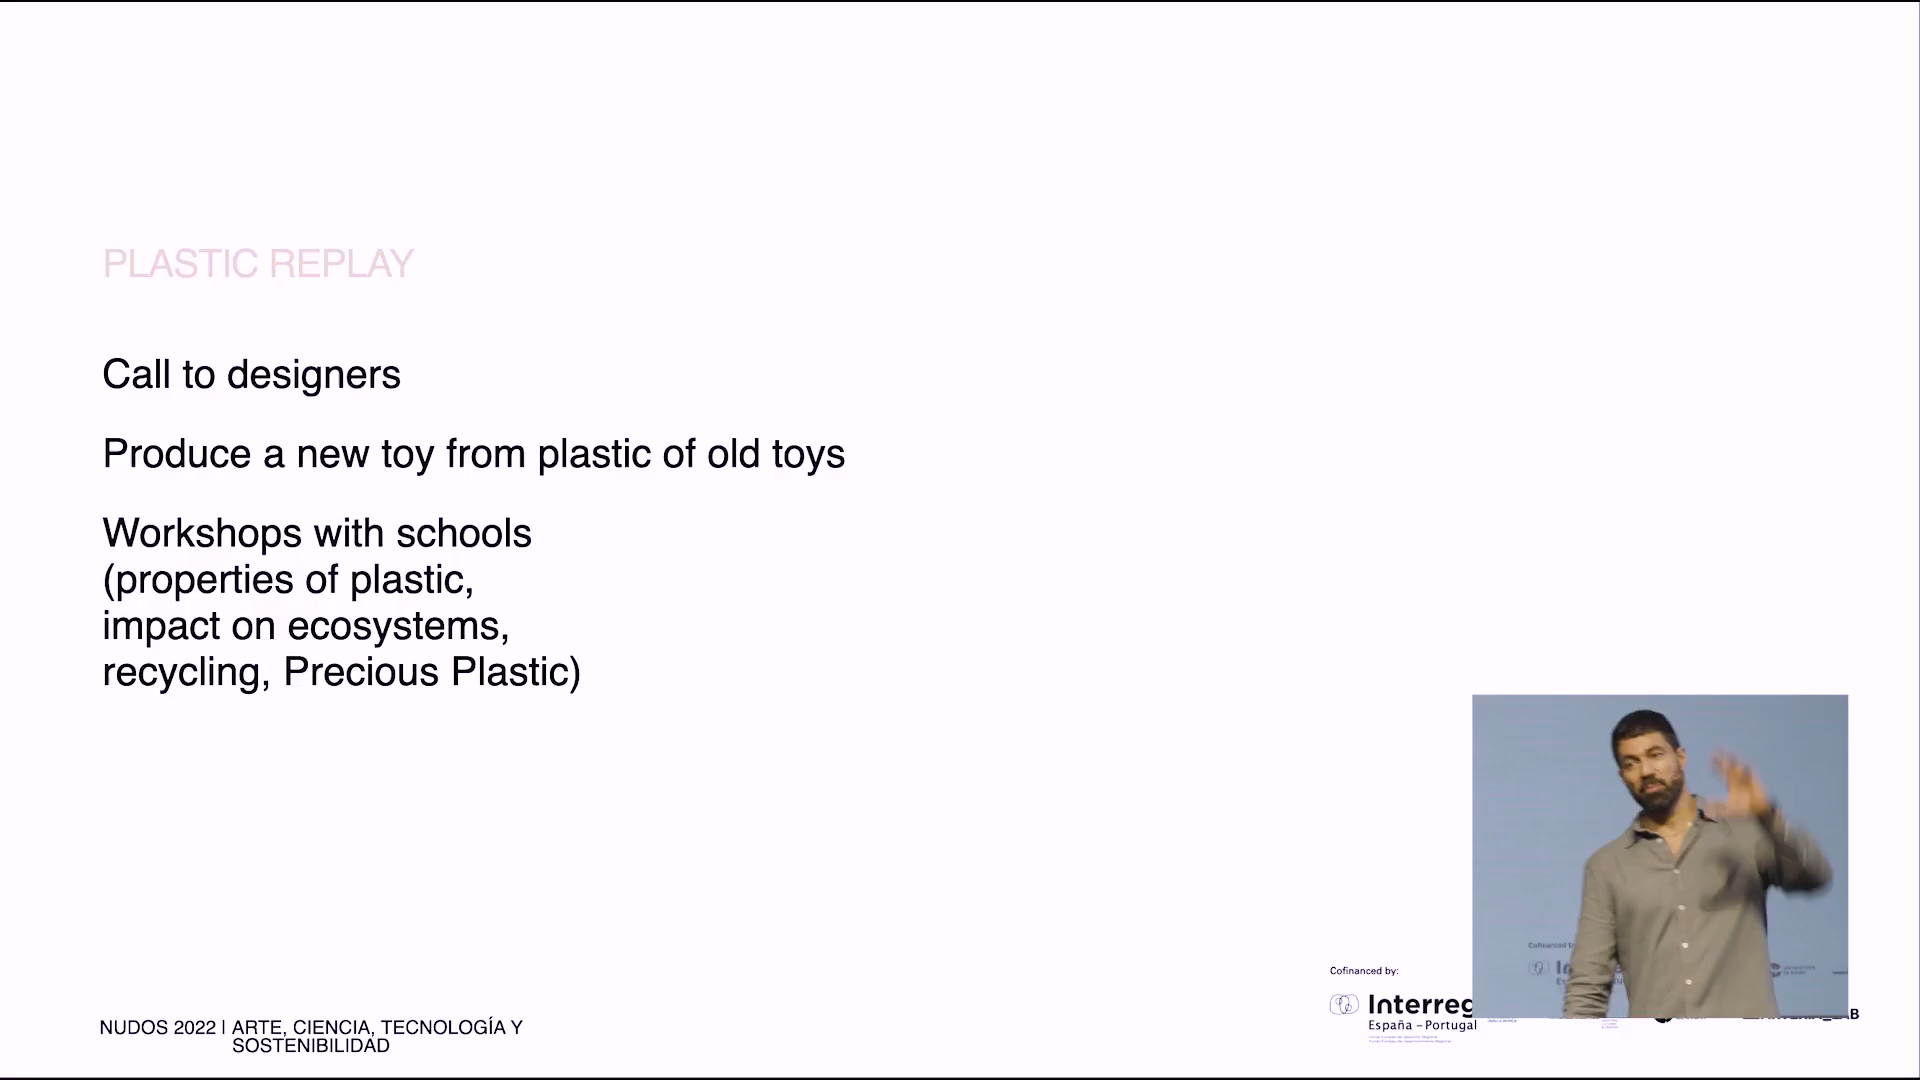 PLASTIC REPLAY
Call to designers
Produce a new toy from plastic of old toys
Workshops with schools
(properties of plastic,
impact on ecosystems,
recycling, Precious Plastic)
Cofinanced by:
Interreg
España – Portugal
NUDOS 2022 | ARTE, CIENCIA, TECNOLOGÍA Y
SOSTENIBILIDAD